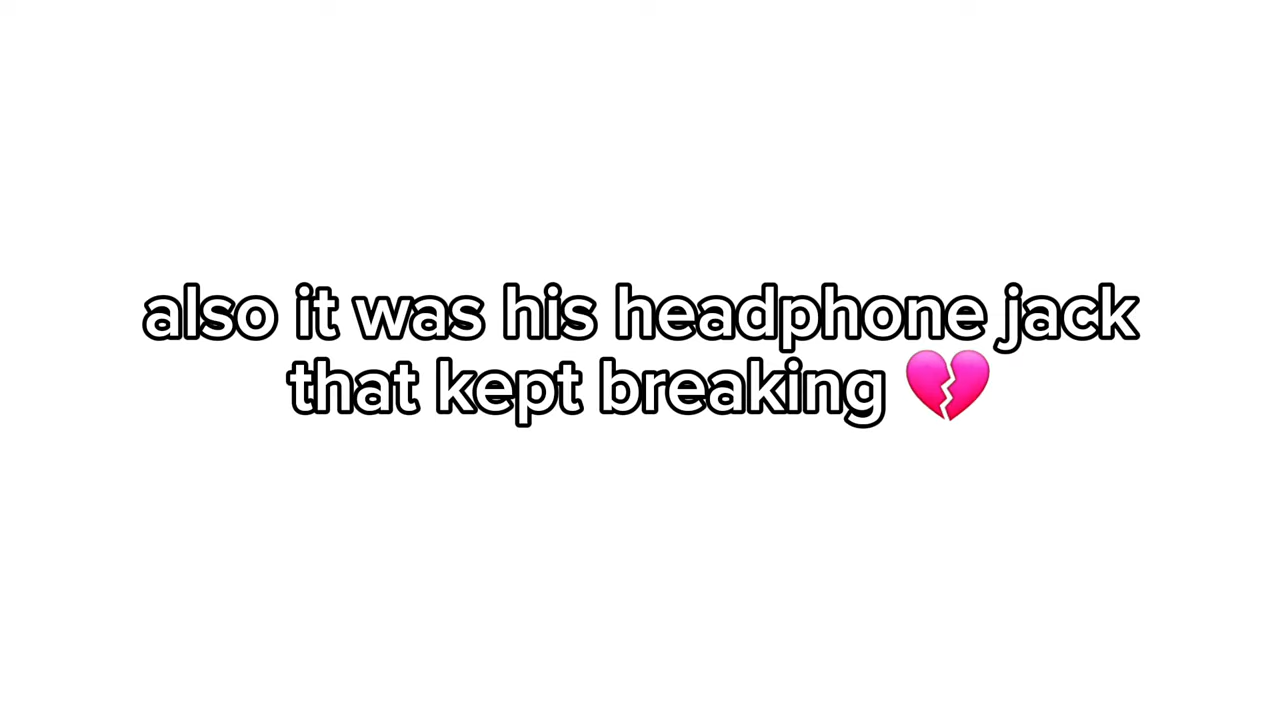 also it was his headphone jack
that kept breaking 💔